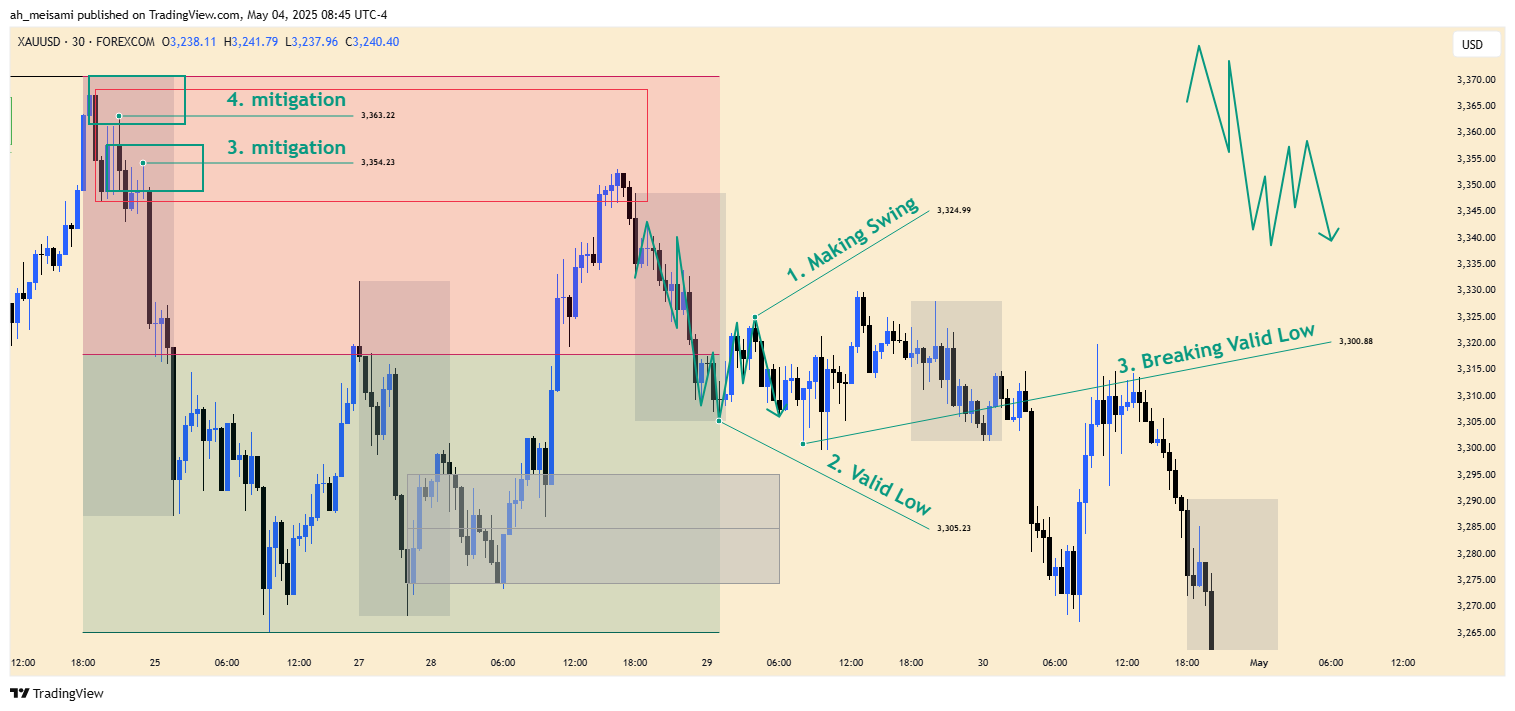 ah_meisami published on TradingView.com, May 04, 2025 08:45 UTC-4
XAUUSD · 30 · FOREXCOM O3,238.11 H3,241.79 L3,237.96 C3,240.40
USD
4. mitigation
3,363.22
3. mitigation
3,354.23
1. Making Swing
3,324.99
3. Breaking Valid Low
3,300.88
2. Valid Low
3,305.23
3,370.00
3,365.00
3,360.00
3,355.00
3,350.00
3,345.00
3,340.00
3,335.00
3,330.00
3,325.00
3,320.00
3,315.00
3,310.00
3,305.00
3,300.00
3,295.00
3,290.00
3,285.00
3,280.00
3,275.00
3,270.00
3,265.00
12:00 18:00 25 06:00 12:00 27 28 06:00 12:00 18:00 29 06:00 12:00 18:00 30 06:00 12:00 18:00 May 06:00 12:00
TradingView